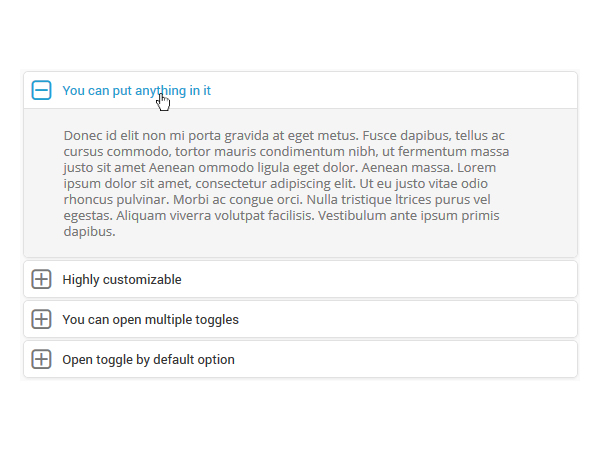 You can put anything in it
Donec id elit non mi porta gravida at eget metus. Fusce dapibus, tellus ac
cursus commodo, tortor mauris condimentum nibh, ut fermentum massa
justo sit amet Aenean ommodo ligula eget dolor. Aenean massa. Lorem
ipsum dolor sit amet, consectetur adipiscing elit. Ut eu justo vitae odio
rhoncus pulvinar. Morbi ac congue orci. Nulla tristique ltrices purus vel
egestas. Aliquam viverra volutpat facilisis. Vestibulum ante ipsum primis
dapibus.
Highly customizable
You can open multiple toggles
Open toggle by default option